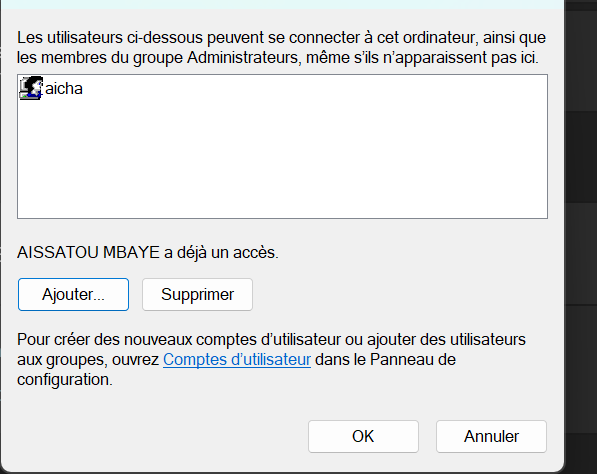 Les utilisateurs ci-dessous peuvent se connecter à cet ordinateur, ainsi que
les membres du groupe Administrateurs, même s’ils n’apparaissent pas ici.
aicha
AISSATOU MBAYE a déjà un accès.
Ajouter... Supprimer
Pour créer des nouveaux comptes d’utilisateur ou ajouter des utilisateurs
aux groupes, ouvrez Comptes d’utilisateur dans le Panneau de
configuration.
OK Annuler